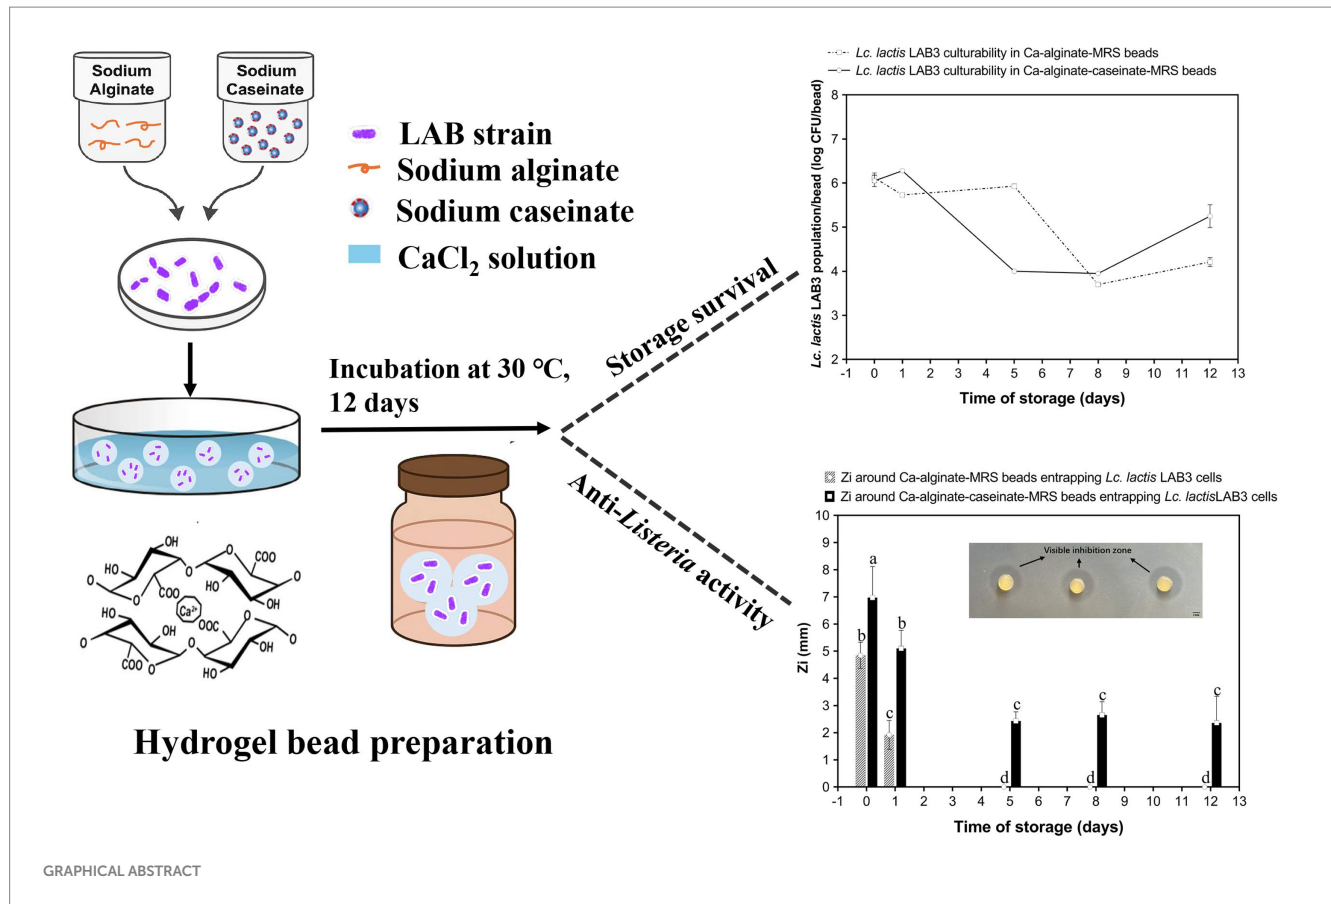 Sodium
Alginate
Sodium
Caseinate
LAB strain
Sodium alginate
Sodium caseinate
CaCl₂ solution
Incubation at 30 °C,
12 days
Storage survival
Anti-Listeria activity
COO
OH
O
HO
Ca²⁺
OOC
Hydrogel bead preparation
Lc. lactis LAB3 culturability in Ca-alginate-MRS beads
Lc. lactis LAB3 culturability in Ca-alginate-caseinate-MRS beads
Lc. lactis LAB3 population/bead (log CFU/bead)
8
7
6
5
4
3
2
-1 0 1 2 3 4 5 6 7 8 9 10 11 12 13
Time of storage (days)
Zi around Ca-alginate-MRS beads entrapping Lc. lactis LAB3 cells
Zi around Ca-alginate-caseinate-MRS beads entrapping Lc. lactisLAB3 cells
Zi (mm)
10
9
8
7
6
5
4
3
2
1
0
Visible inhibition zone
a
b
b
c
c
c
c
d
d
d
-1 0 1 2 3 4 5 6 7 8 9 10 11 12 13
Time of storage (days)
GRAPHICAL ABSTRACT